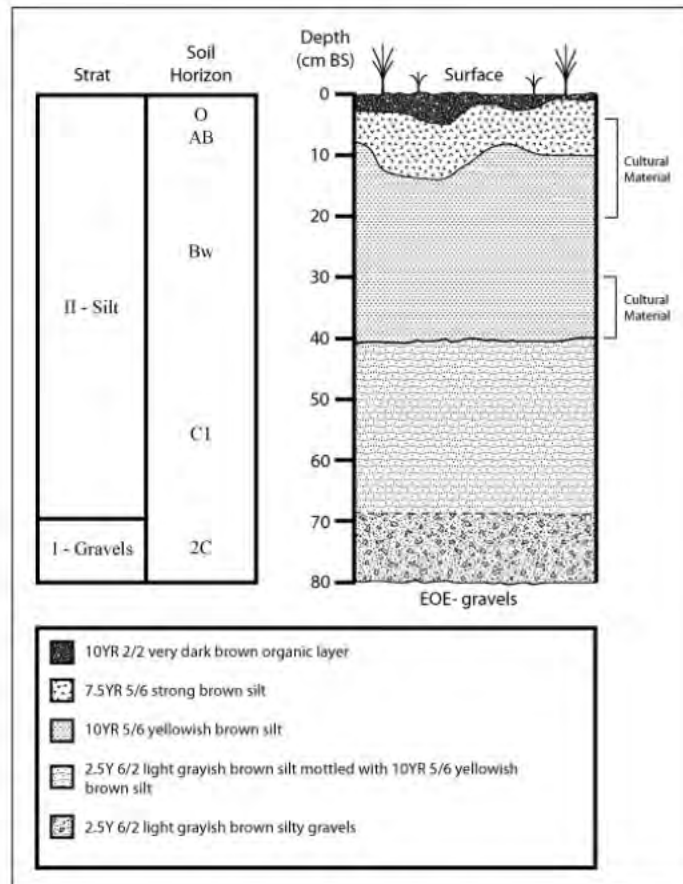 Strat
Soil
Horizon
Depth
(cm BS)
Surface
0
10
20
30
40
50
60
70
80
O
AB
Bw
C1
2C
II - Silt
I - Gravels
Cultural
Material
Cultural
Material
EOE- gravels
10YR 2/2 very dark brown organic layer
7.5YR 5/6 strong brown silt
10YR 5/6 yellowish brown silt
2.5Y 6/2 light grayish brown silt mottled with 10YR 5/6 yellowish
brown silt
2.5Y 6/2 light grayish brown silty gravels